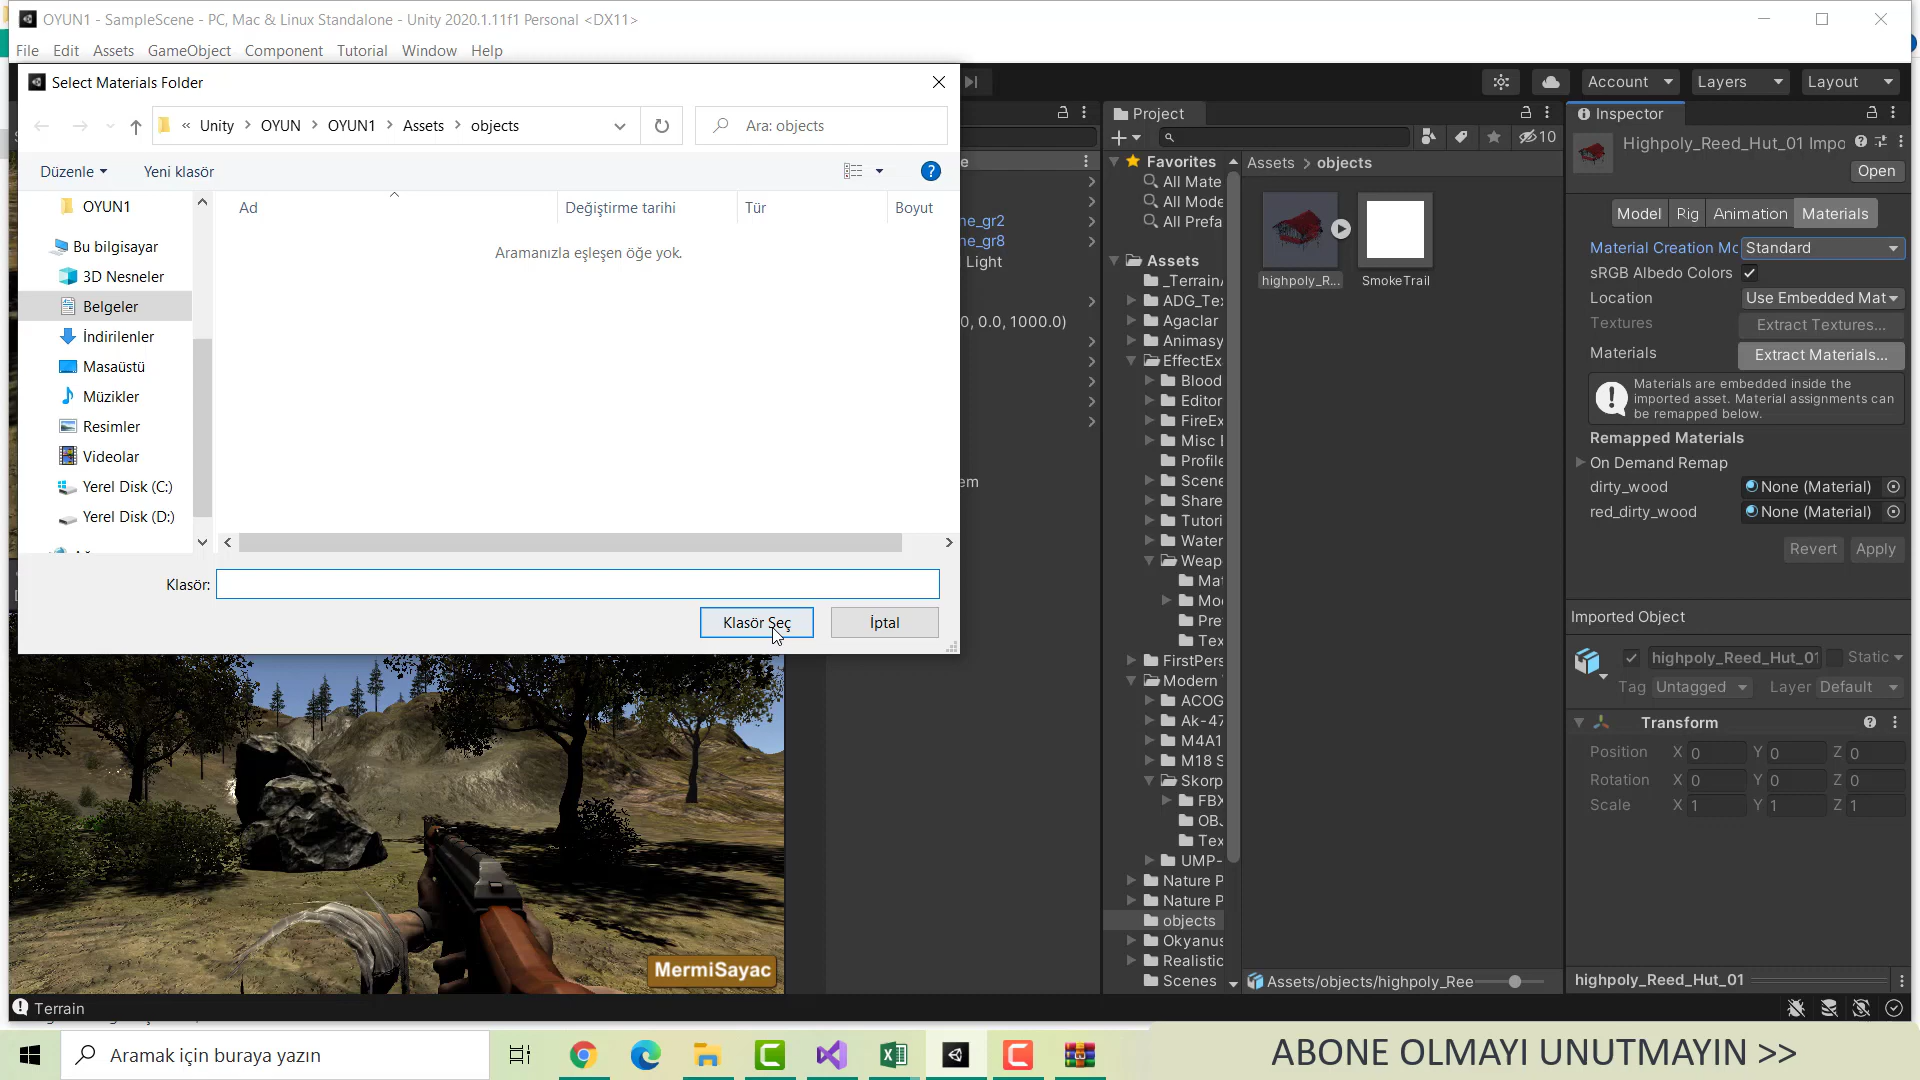 OYUN1 - SampleScene - PC, Mac & Linux Standalone - Unity 2020.1.11f1 Personal <DX11>
File Edit Assets GameObject Component Tutorial Window Help
Select Materials Folder
« Unity > OYUN > OYUN1 > Assets > objects
Ara: objects
Düzenle
Yeni klasör
OYUN1
Bu bilgisayar
3D Nesneler
Belgeler
İndirilenler
Masaüstü
Müzikler
Resimler
Videolar
Yerel Disk (C:)
Yerel Disk (D:)
Ad
Değiştirme tarihi
Tür
Boyut
Aramanızla eşleşen öğe yok.
Klasör:
Klasör Seç
İptal
Account
Layers
Layout
ne_gr2
ne_gr8
Light
0, 0.0, 1000.0)
em
Project
10
Favorites
All Mate
All Mode
All Prefa
Assets
_Terrain
ADG_Te
Agaclar
Animasy
EffectEx
Blood
Editor
FireEx
Misc
Profile
Scene
Share
Tutori
Water
Weap
Mat
Mo
Pre
Tex
FirstPers
Modern
ACOG
Ak-47
M4A1
M18 S
Skorp
FBX
OBJ
Tex
UMP-
Nature P
Nature P
objects
Okyanus
Realistic
Scenes
Assets > objects
highpoly_R...
SmokeTrail
Assets/objects/highpoly_Ree
Inspector
Highpoly_Reed_Hut_01 Impo
Open
Model Rig Animation Materials
Material Creation Mo Standard
sRGB Albedo Colors
Location Use Embedded Mat
Textures Extract Textures...
Materials Extract Materials...
Materials are embedded inside the
imported asset. Material assignments can
be remapped below.
Remapped Materials
On Demand Remap
dirty_wood None (Material)
red_dirty_wood None (Material)
Revert Apply
Imported Object
highpoly_Reed_Hut_01 Static
Tag Untagged Layer Default
Transform
Position X 0 Y 0 Z 0
Rotation X 0 Y 0 Z 0
Scale X 1 Y 1 Z 1
highpoly_Reed_Hut_01
MermiSayac
Terrain
Aramak için buraya yazın
ABONE OLMAYI UNUTMAYIN >>